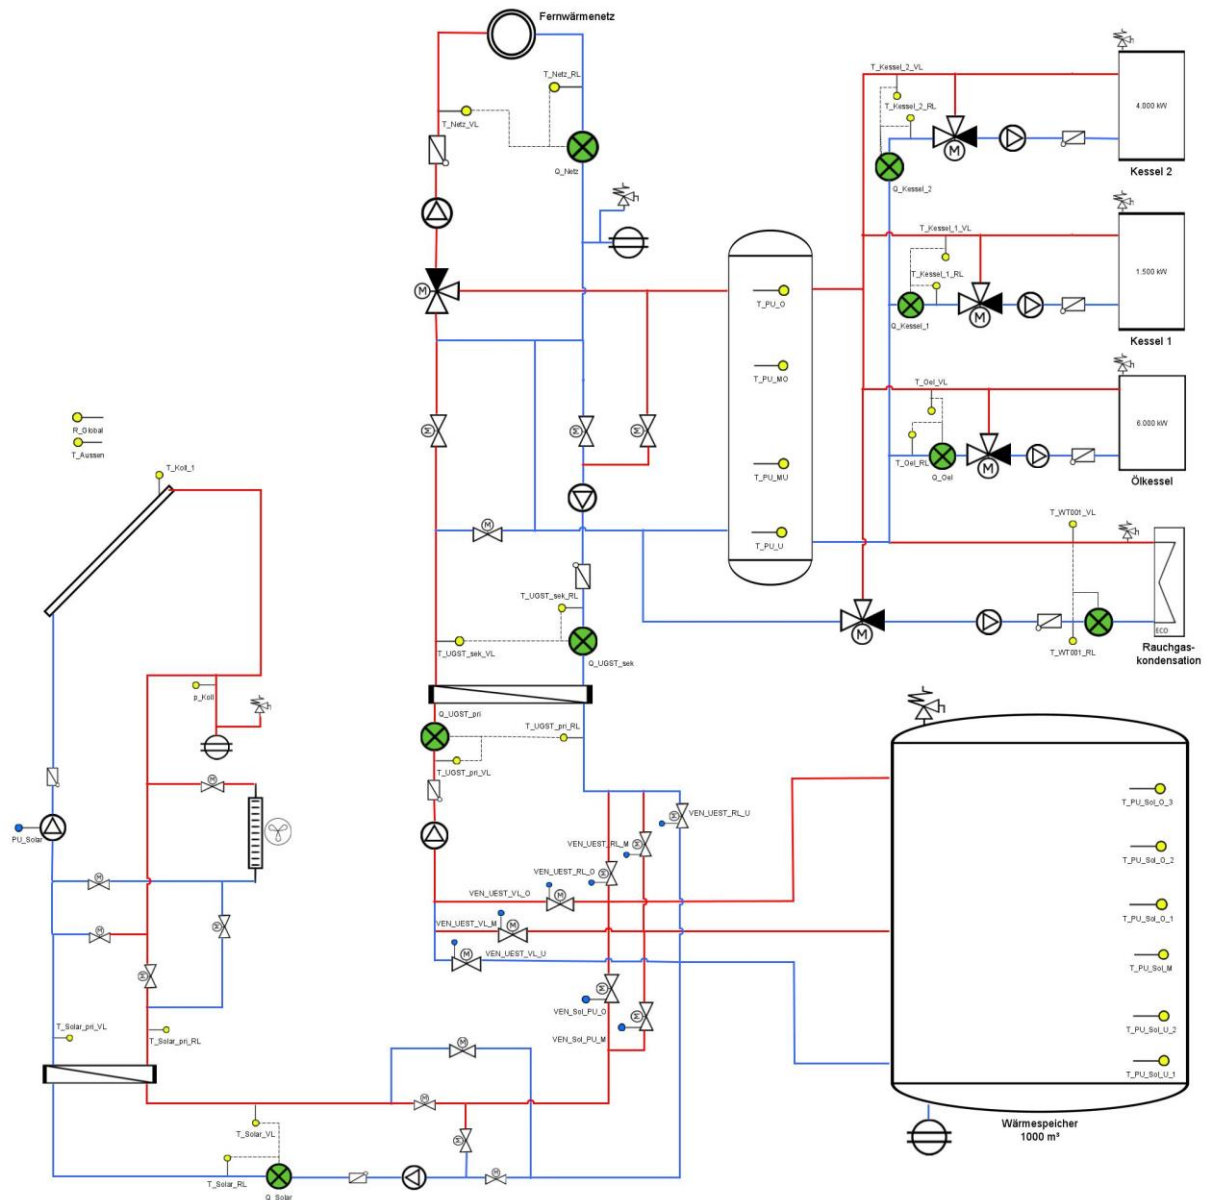 Fernwärmenetz
T_Netz_RL
T_Netz_VL
Q_Netz
T_Kessel_2_VL
T_Kessel_2_RL
M
Q_Kessel_2
4.000 kW
Kessel 2
T_Kessel_1_VL
T_Kessel_1_RL
M
Q_Kessel_1
1.500 kW
Kessel 1
T_Oel_VL
T_Oel_RL
M
Q_Oel
6.000 kW
Ölkessel
M
T_PU_O
T_PU_MO
T_PU_MU
T_PU_U
M
M
M
M
R_Global
T_Aussen
T_Koll_1
T_WT001_VL
T_WT001_RL
M
ECO
Rauchgas-
kondensation
T_UGST_sek_RL
T_UGST_sek_VL
Q_UGST_sek
p_Koll
Q_UGST_pri
T_UGST_pri_RL
T_UGST_pri_VL
M
PU_Solar
M
M
M
M
VEN_UEST_RL_U
M
VEN_UEST_RL_M
M
VEN_UEST_RL_O
M
VEN_UEST_VL_O
M
VEN_UEST_VL_M
M
VEN_UEST_VL_U
M
VEN_Sol_PU_O
M
VEN_Sol_PU_M
M
T_PU_Sol_O_3
T_PU_Sol_O_2
T_PU_Sol_O_1
T_PU_Sol_M
T_PU_Sol_U_2
T_PU_Sol_U_1
Wärmespeicher
1000 m³
T_Solar_pri_VL
T_Solar_pri_RL
M
M
M
M
T_Solar_VL
T_Solar_RL
Q_Solar